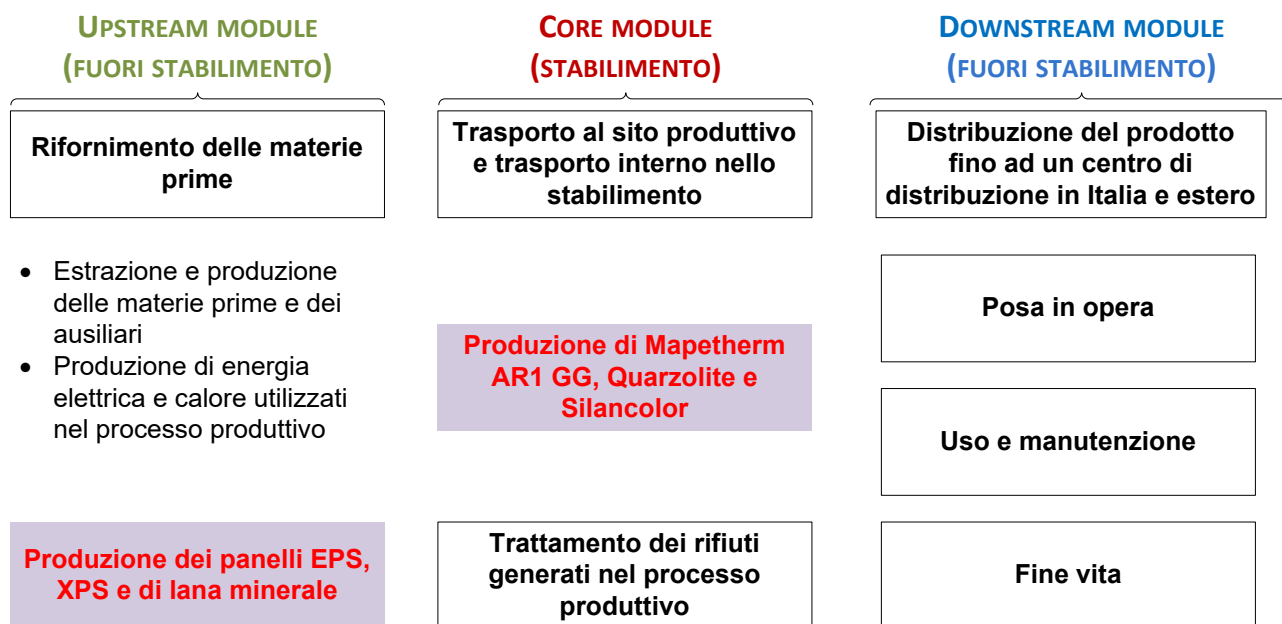 UPSTREAM MODULE
(FUORI STABILIMENTO)
Rifornimento delle materie
prime
• Estrazione e produzione
delle materie prime e dei
ausiliari
• Produzione di energia
elettrica e calore utilizzati
nel processo produttivo
Produzione dei panelli EPS,
XPS e di lana minerale
CORE MODULE
(STABILIMENTO)
Trasporto al sito produttivo
e trasporto interno nello
stabilimento
Produzione di Mapetherm
AR1 GG, Quarzolite e
Silancolor
Trattamento dei rifiuti
generati nel processo
produttivo
DOWNSTREAM MODULE
(FUORI STABILIMENTO)
Distribuzione del prodotto
fino ad un centro di
distribuzione in Italia e estero
Posa in opera
Uso e manutenzione
Fine vita